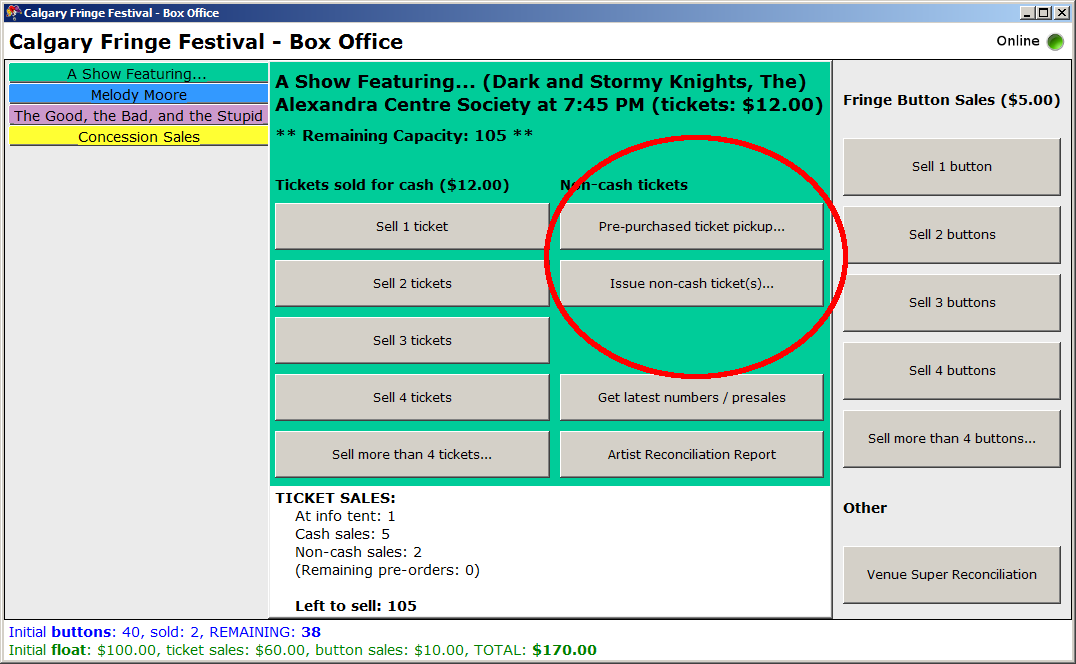 Calgary Fringe Festival - Box Office
Calgary Fringe Festival - Box Office
Online
A Show Featuring...
Melody Moore
The Good, the Bad, and the Stupid
Concession Sales
A Show Featuring... (Dark and Stormy Knights, The)
Alexandra Centre Society at 7:45 PM (tickets: $12.00)
** Remaining Capacity: 105 **
Tickets sold for cash ($12.00)
Sell 1 ticket
Sell 2 tickets
Sell 3 tickets
Sell 4 tickets
Sell more than 4 tickets...
Non-cash tickets
Pre-purchased ticket pickup...
Issue non-cash ticket(s)...
Get latest numbers / presales
Artist Reconciliation Report
TICKET SALES:
At info tent: 1
Cash sales: 5
Non-cash sales: 2
(Remaining pre-orders: 0)
Left to sell: 105
Fringe Button Sales ($5.00)
Sell 1 button
Sell 2 buttons
Sell 3 buttons
Sell 4 buttons
Sell more than 4 buttons...
Other
Venue Super Reconciliation
Initial buttons: 40, sold: 2, REMAINING: 38
Initial float: $100.00, ticket sales: $60.00, button sales: $10.00, TOTAL: $170.00